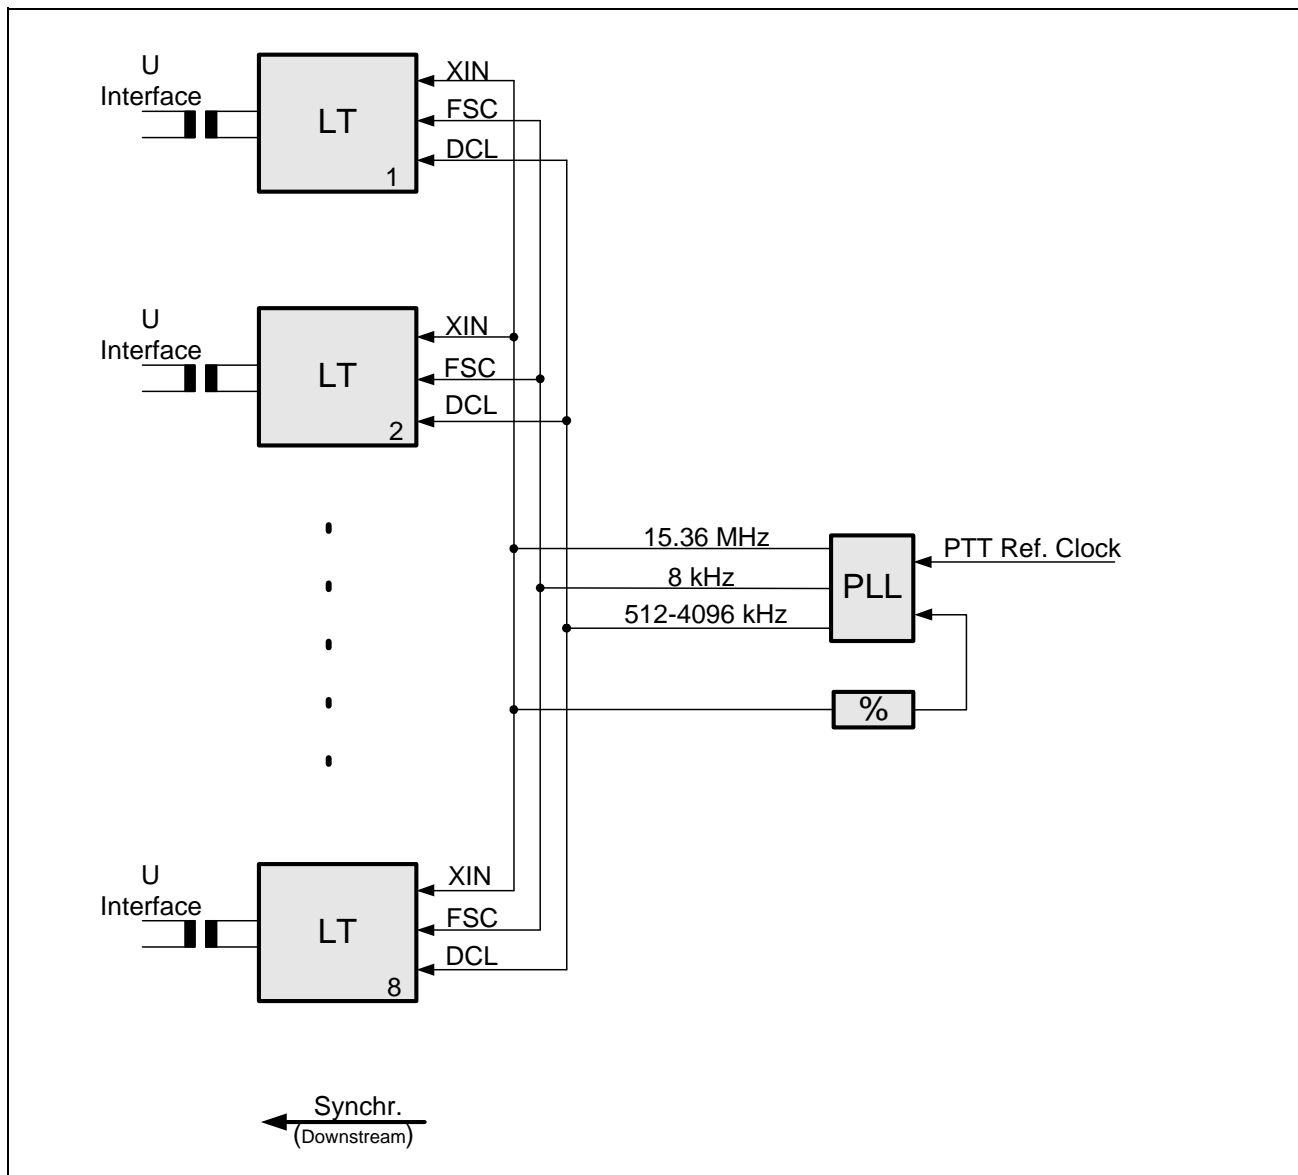 U
Interface
LT
1
XIN
FSC
DCL
U
Interface
LT
2
XIN
FSC
DCL
15.36 MHz
8 kHz
512-4096 kHz
PLL
PTT Ref. Clock
%
U
Interface
LT
8
XIN
FSC
DCL
Synchr.
(Downstream)